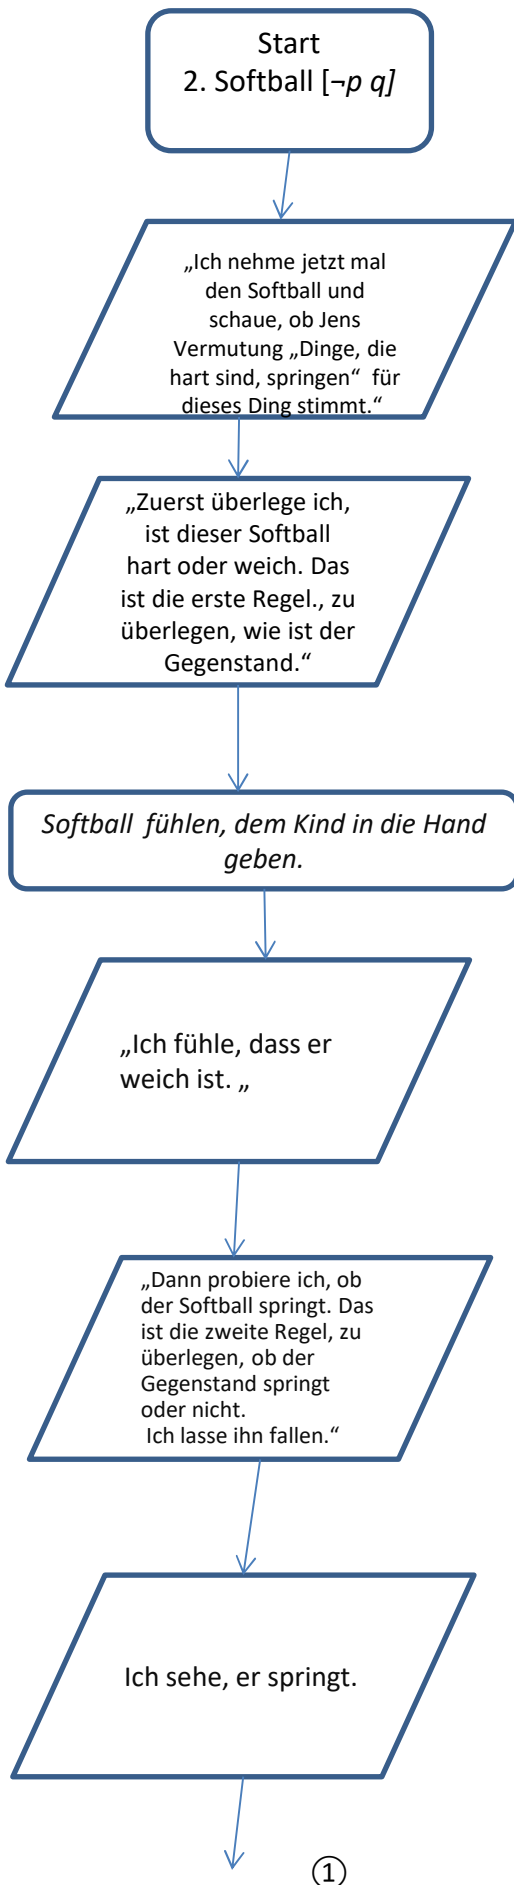 Start
2. Softball [¬p q]
„Ich nehme jetzt mal
den Softball und
schaue, ob Jens
Vermutung „Dinge, die
hart sind, springen“ für
dieses Ding stimmt.“
„Zuerst überlege ich,
ist dieser Softball
hart oder weich. Das
ist die erste Regel., zu
überlegen, wie ist der
Gegenstand.“
Softball fühlen, dem Kind in die Hand
geben.
„Ich fühle, dass er
weich ist. „
„Dann probiere ich, ob
der Softball springt. Das
ist die zweite Regel, zu
überlegen, ob der
Gegenstand springt
oder nicht.
Ich lasse ihn fallen.“
Ich sehe, er springt.
①